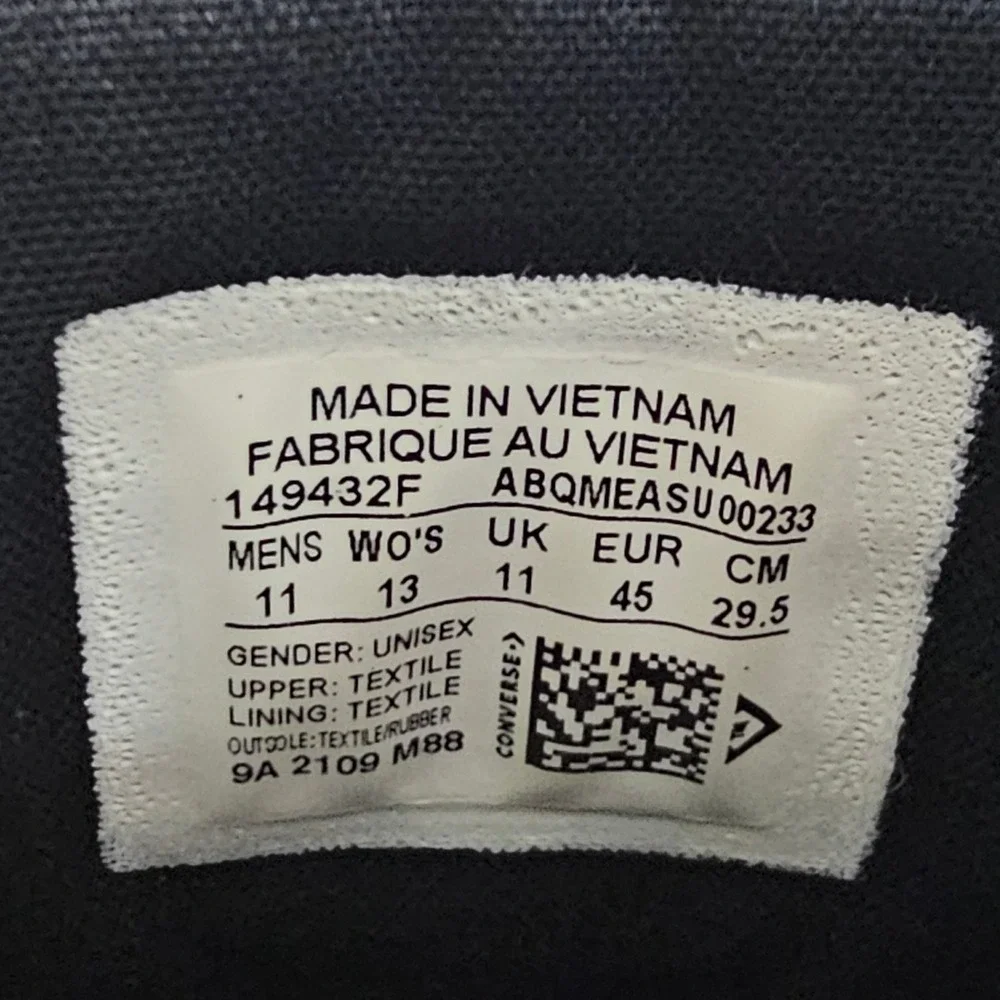 MADE IN VIETNAM
FABRIQUE AU VIETNAM
149432F ABQMEASU00233
MENS WO'S UK EUR CM
11 13 11 45 29.5
GENDER: UNISEX
UPPER: TEXTILE
LINING: TEXTILE
OUTSOLE:TEXTILE/RUBBER
9A 2109 M88
CONVERSE
TM